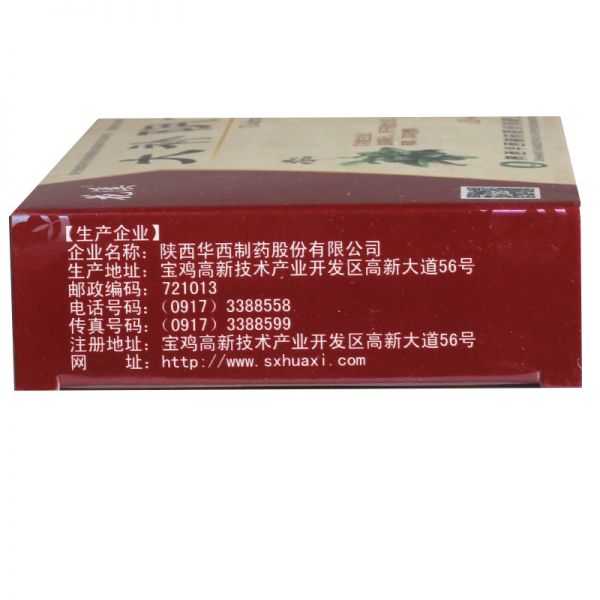 【生产企业】
企业名称：陕西华西制药股份有限公司
生产地址：宝鸡高新技术产业开发区高新大道56号
邮政编码：721013
电话号码：（0917）3388558
传真号码：（0917）3388599
注册地址：宝鸡高新技术产业开发区高新大道56号
网　　址：http://www.sxhuaxi.com